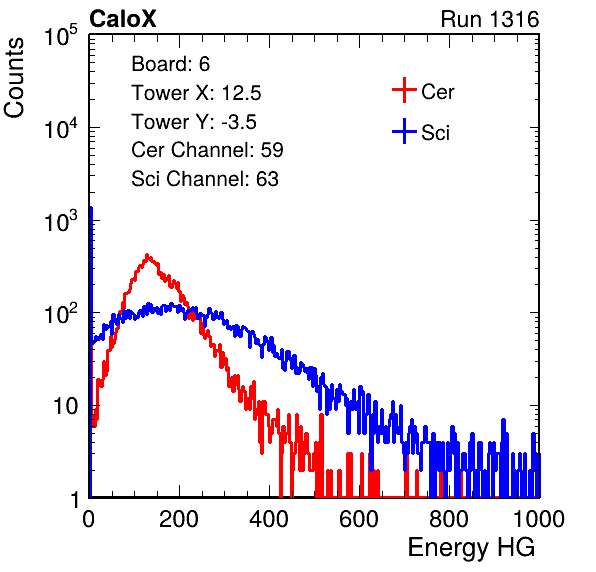 CaloX Run 1316
Counts
Board: 6
Tower X: 12.5
Tower Y: -3.5
Cer Channel: 59
Sci Channel: 63
Cer
Sci
10^5
10^4
10^3
10^2
10
1
0 200 400 600 800 1000
Energy HG